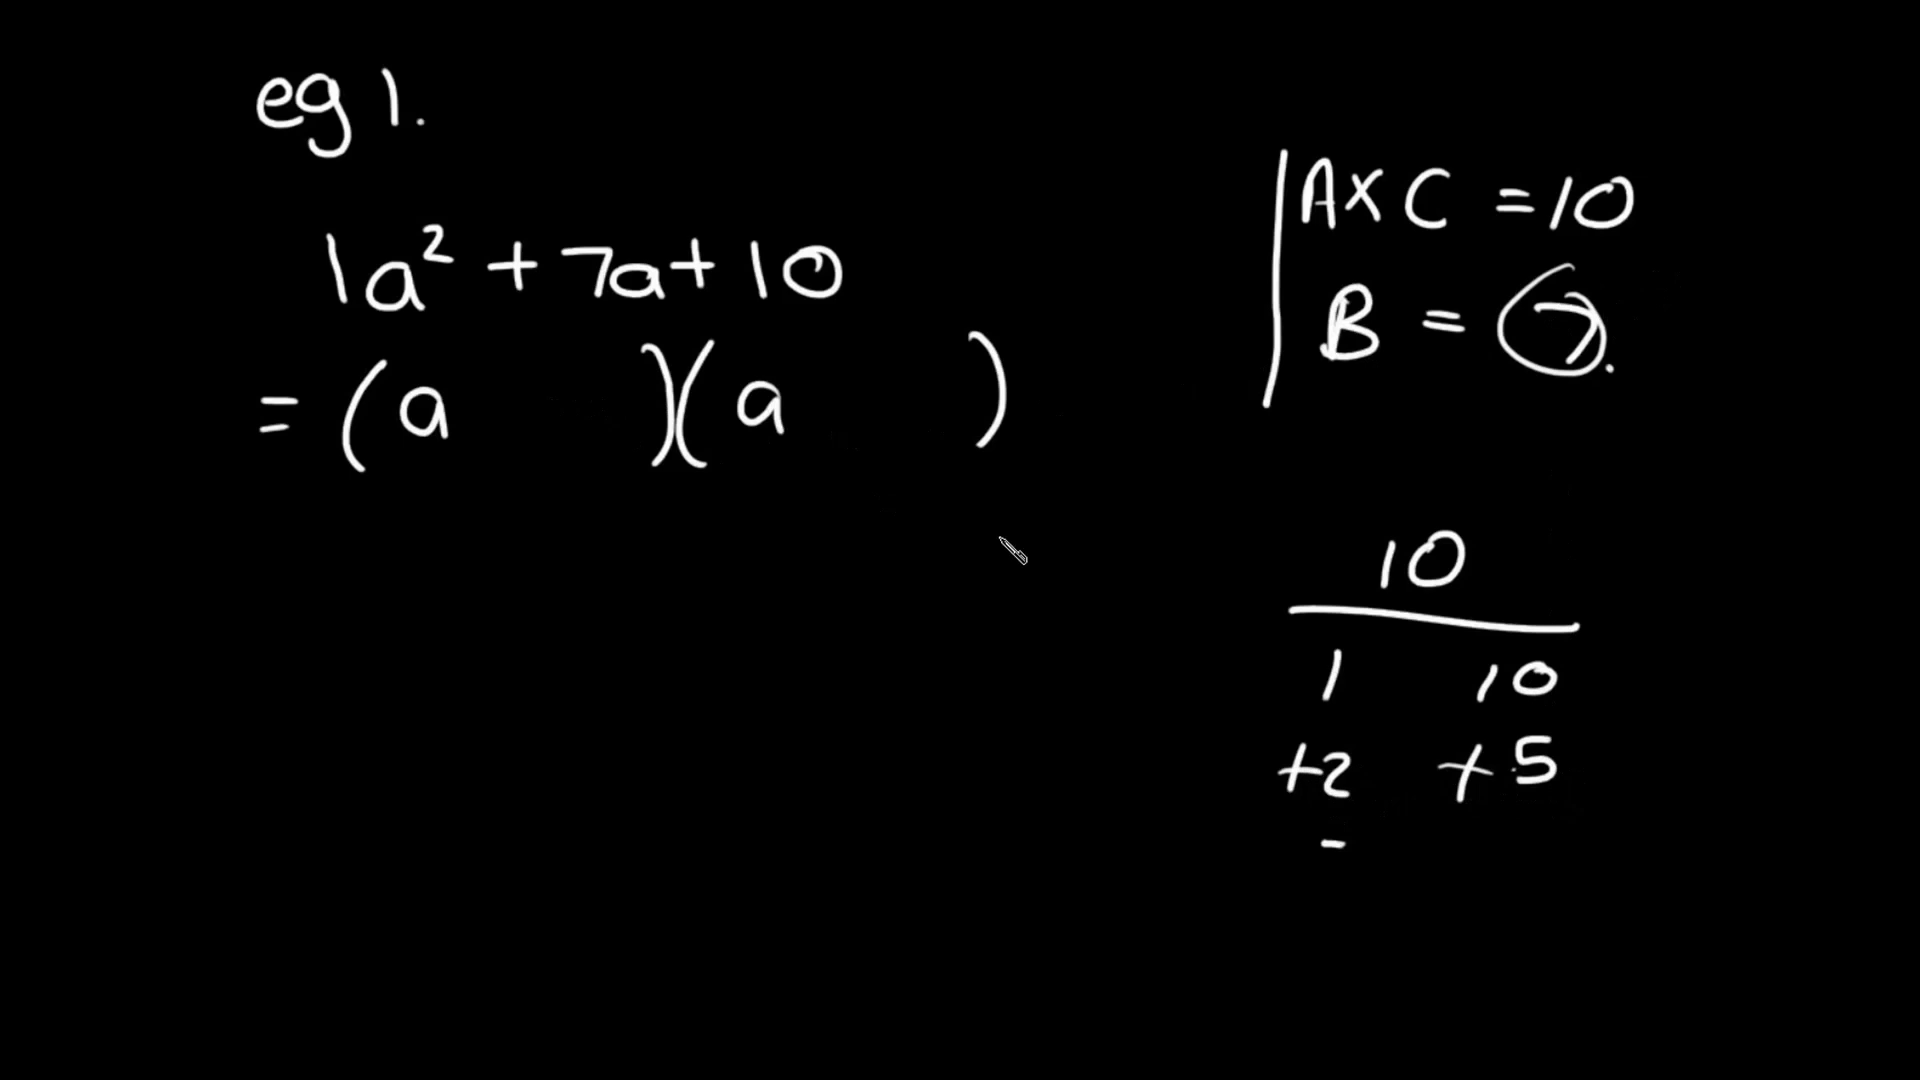 eg 1.
1a² + 7a + 10
= (a )(a )
A × C = 10
B = 7.
10
1 10
+2 + 5
-